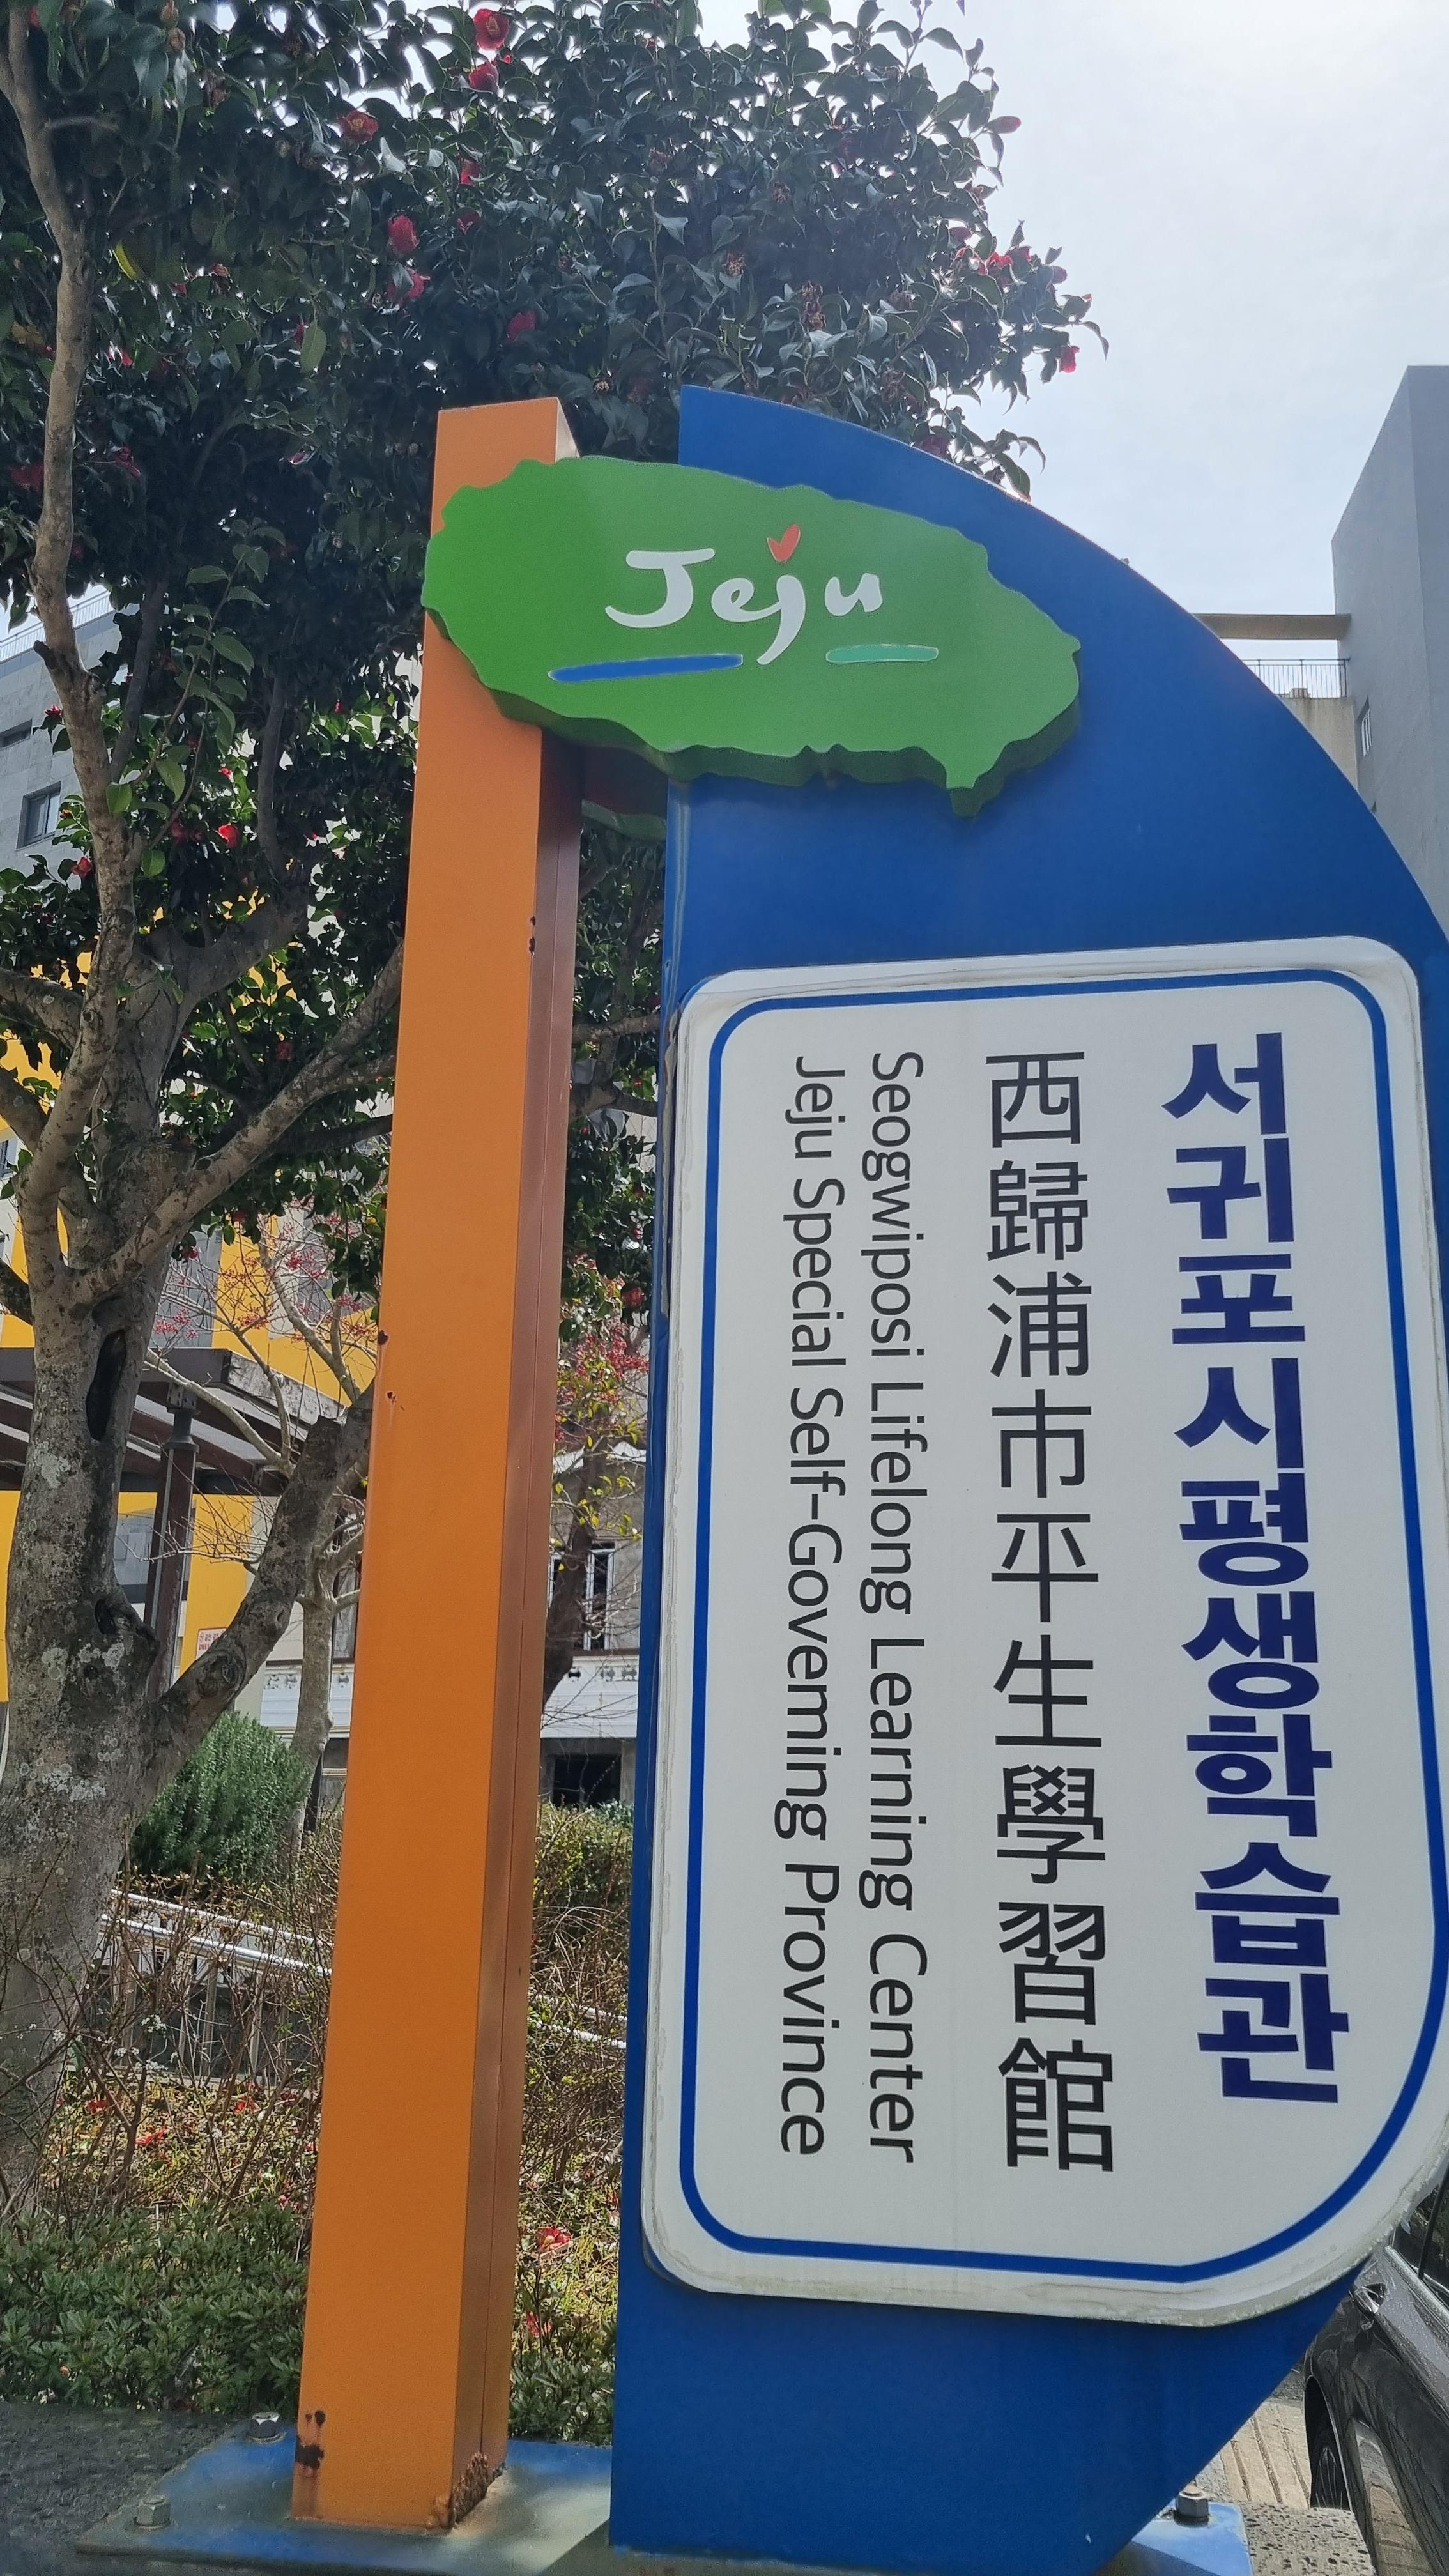 Jeju
서귀포시평생학습관
西歸浦市平生學習館
Seogwiposi Lifelong Learning Center
Jeju Special Self-Governing Province